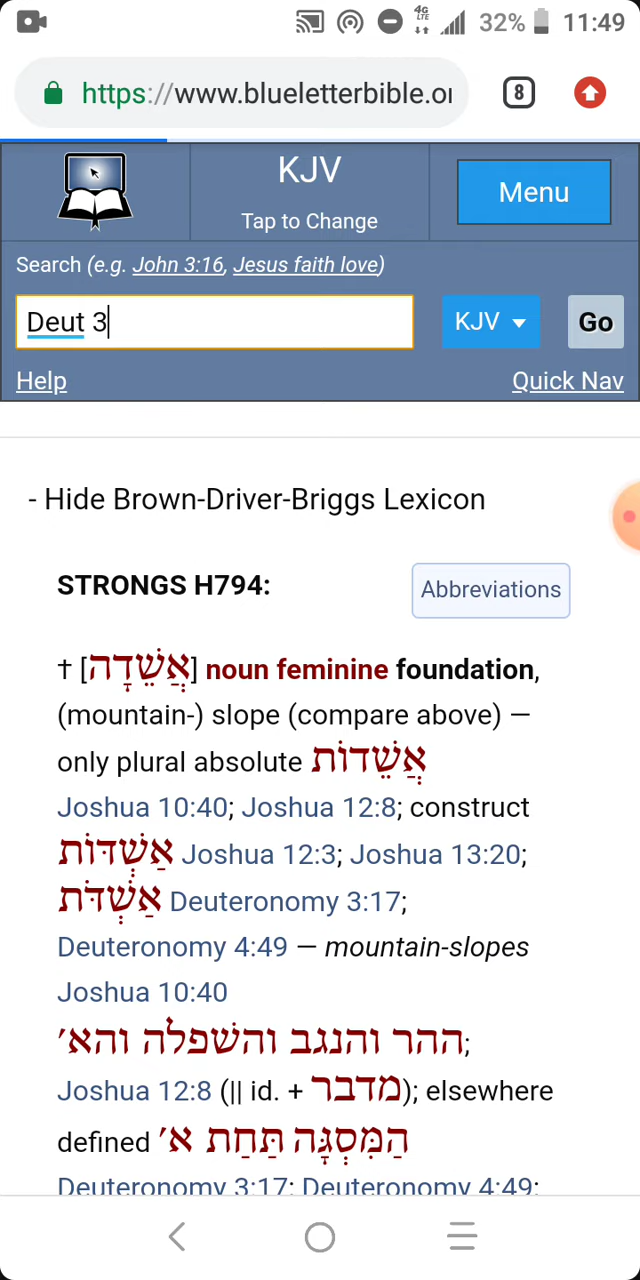 4G
LTE
32% 11:49
https://www.blueletterbible.or
8
KJV
Tap to Change
Menu
Search (e.g. John 3:16, Jesus faith love)
Deut 3
KJV
Go
Help
Quick Nav
- Hide Brown-Driver-Briggs Lexicon
STRONGS H794:
Abbreviations
† [אֲשֵׁדָה] noun feminine foundation,
(mountain-) slope (compare above) —
only plural absolute אֲשֵׁדוֹת
Joshua 10:40; Joshua 12:8; construct
אַשְׁדּוֹת Joshua 12:3; Joshua 13:20;
אַשְׁדֹּת Deuteronomy 3:17;
Deuteronomy 4:49 — mountain-slopes
Joshua 10:40
ההר והנגב והשׁפלה והא׳;
Joshua 12:8 (|| id. + מדבר); elsewhere
defined א׳ תַּחַת הַמִּסְגָּה
Deuteronomy 3:17; Deuteronomy 4:49;